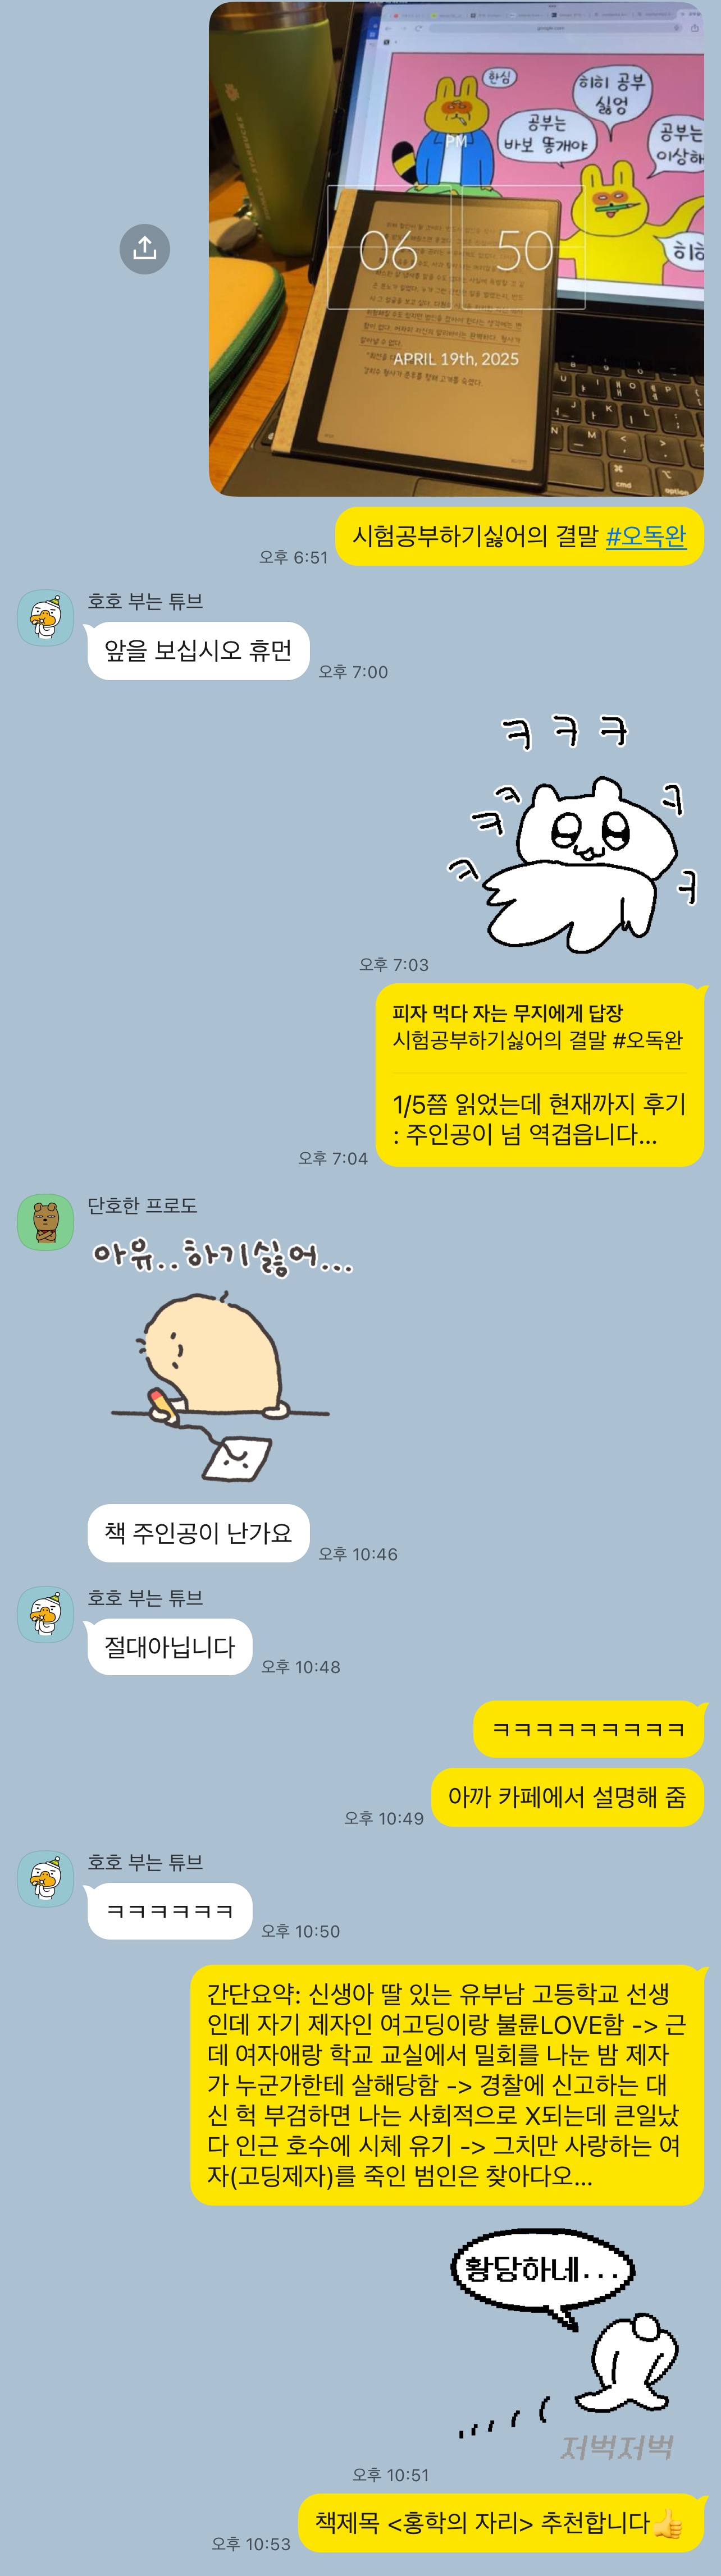 google.com
한심
히히 공부
싫엉
공부는
바보 똥개야
공부는
이상해
히히
PM
06 50
APRIL 19th, 2025
시험공부하기싫어의 결말 #오독완
오후 6:51
호호 부는 튜브
앞을 보십시오 휴먼
오후 7:00
ㅋ ㅋ ㅋ
ㅋ ㅋ
ㅋ
ㅋ ㅋ
오후 7:03
피자 먹다 자는 무지에게 답장
시험공부하기싫어의 결말 #오독완
1/5쯤 읽었는데 현재까지 후기
: 주인공이 넘 역겹읍니다...
오후 7:04
단호한 프로도
아유..하기싫어...
책 주인공이 난가요
오후 10:46
호호 부는 튜브
절대아닙니다
오후 10:48
ㅋㅋㅋㅋㅋㅋㅋㅋㅋ
아까 카페에서 설명해 줌
오후 10:49
호호 부는 튜브
ㅋㅋㅋㅋㅋㅋ
오후 10:50
간단요약: 신생아 딸 있는 유부남 고등학교 선생
인데 자기 제자인 여고딩이랑 불륜LOVE함 -> 근
데 여자애랑 학교 교실에서 밀회를 나눈 밤 제자
가 누군가한테 살해당함 -> 경찰에 신고하는 대
신 헉 부검하면 나는 사회적으로 X되는데 큰일났
다 인근 호수에 시체 유기 -> 그치만 사랑하는 여
자(고딩제자)를 죽인 범인은 찾아다오...
황당하네...
저벅저벅
오후 10:51
책제목 <홍학의 자리> 추천합니다👍
오후 10:53